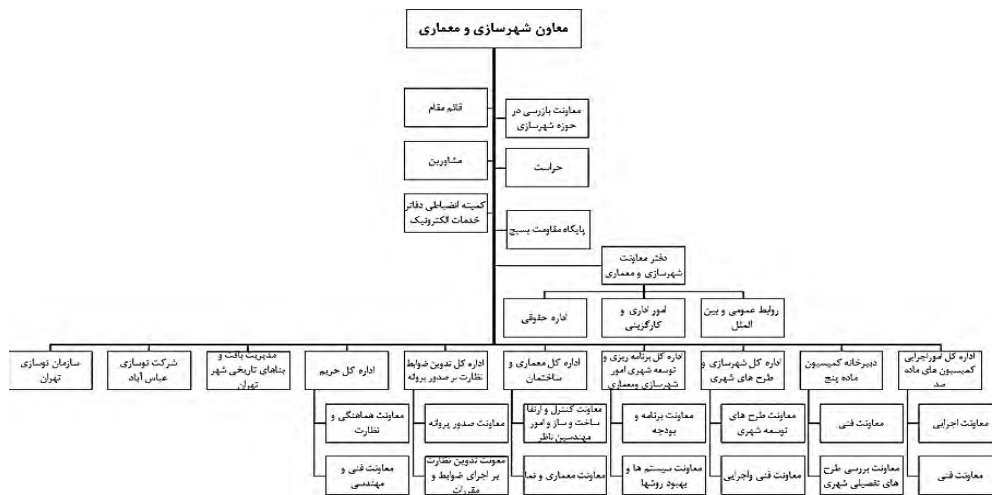 معاون شهرسازی و معماری
قائم مقام
معاونت بازرسی در
حوزه شهرسازی
مشاورین
حراست
کمیته انضباطی دفاتر
خدمات الکترونیک
پایگاه مقاومت بسیج
دفتر معاونت
شهرسازی و معماری
روابط عمومی و بین
الملل
امور اداری و
کارگزینی
اداره حقوقی
اداره کل اموراجرایی
کمیسیون های ماده
صد
دبیرخانه کمیسیون
ماده پنج
اداره کل شهرسازی و
طرح های شهری
اداره کل برنامه ریزی و
توسعه شهری امور
شهرسازی ومعماری
اداره کل معماری و
ساختمان
اداره کل تدوین ضوابط
نظارت بر صدور پروانه
اداره کل حریم
مدیریت بافت و
بناهای تاریخی شهر
تهران
شرکت نوسازی
عباس آباد
سازمان نوسازی
تهران
معاونت اجرایی
معاونت فنی
معاونت طرح های
توسعه شهری
معاونت برنامه و
بودجه
معاونت کنترل و ارتقا
ساخت و ساز و امور
مهندسین ناظر
معاونت صدور پروانه
معاونت هماهنگی و
نظارت
معاونت فنی
معاونت بررسی طرح
های تفصیلی شهری
معاونت فنی واجرایی
معاونت سیستم ها و
بهبود روشها
معاونت معماری و نما
معونت تدوین نظارت
بر اجرای ضوابط و
مقررات
معاونت فنی و
مهندسی